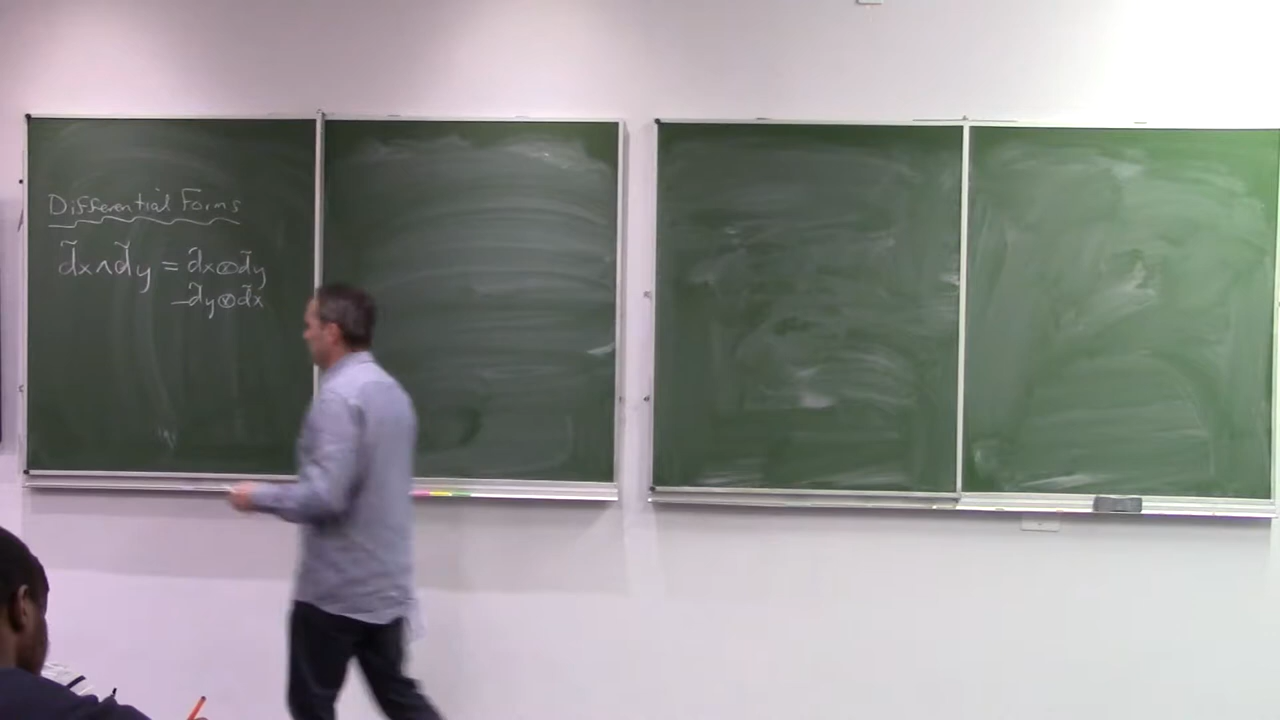 Differential Forms
d̃x∧d̃y = d̃x⊗d̃y
-d̃y⊗d̃x